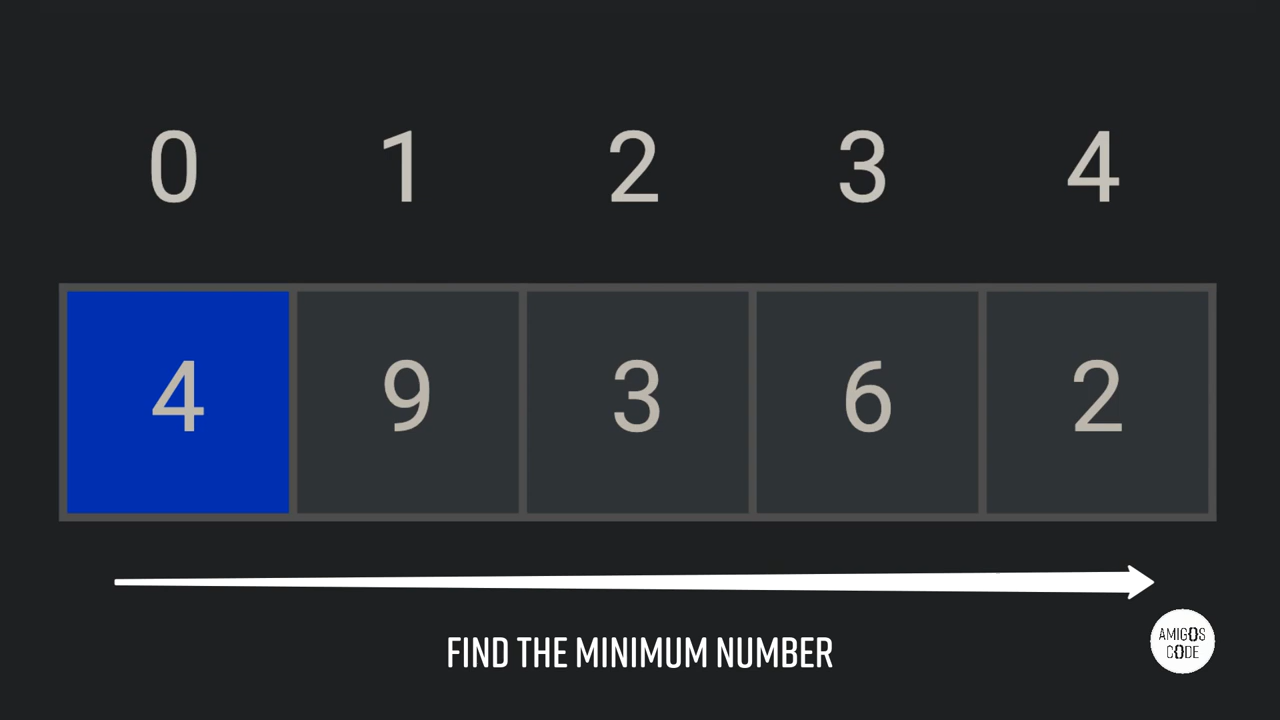 0 1 2 3 4
4 9 3 6 2
FIND THE MINIMUM NUMBER
AMIGOS
CODE